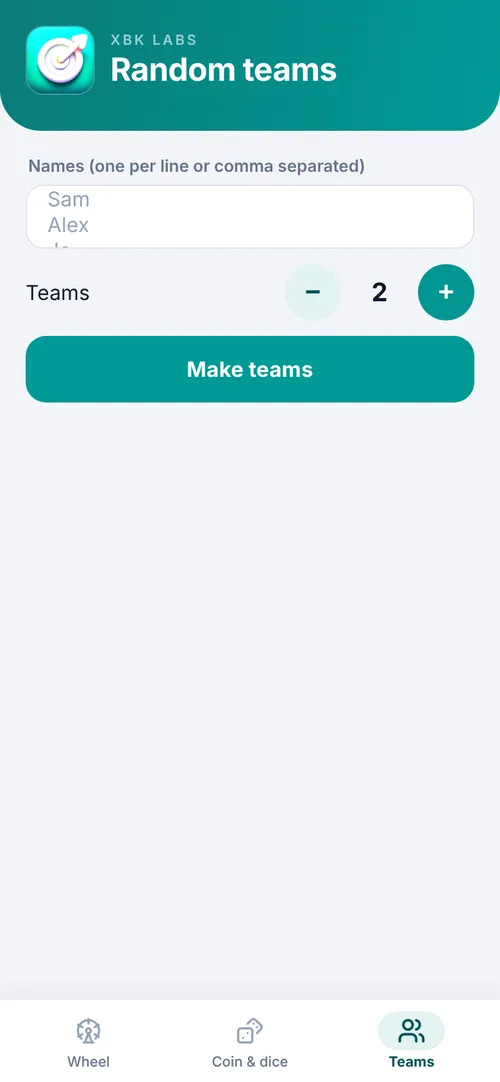 XBK LABS
Random teams
Names (one per line or comma separated)
Sam
Alex
Teams
−
2
+
Make teams
Wheel
Coin & dice
Teams